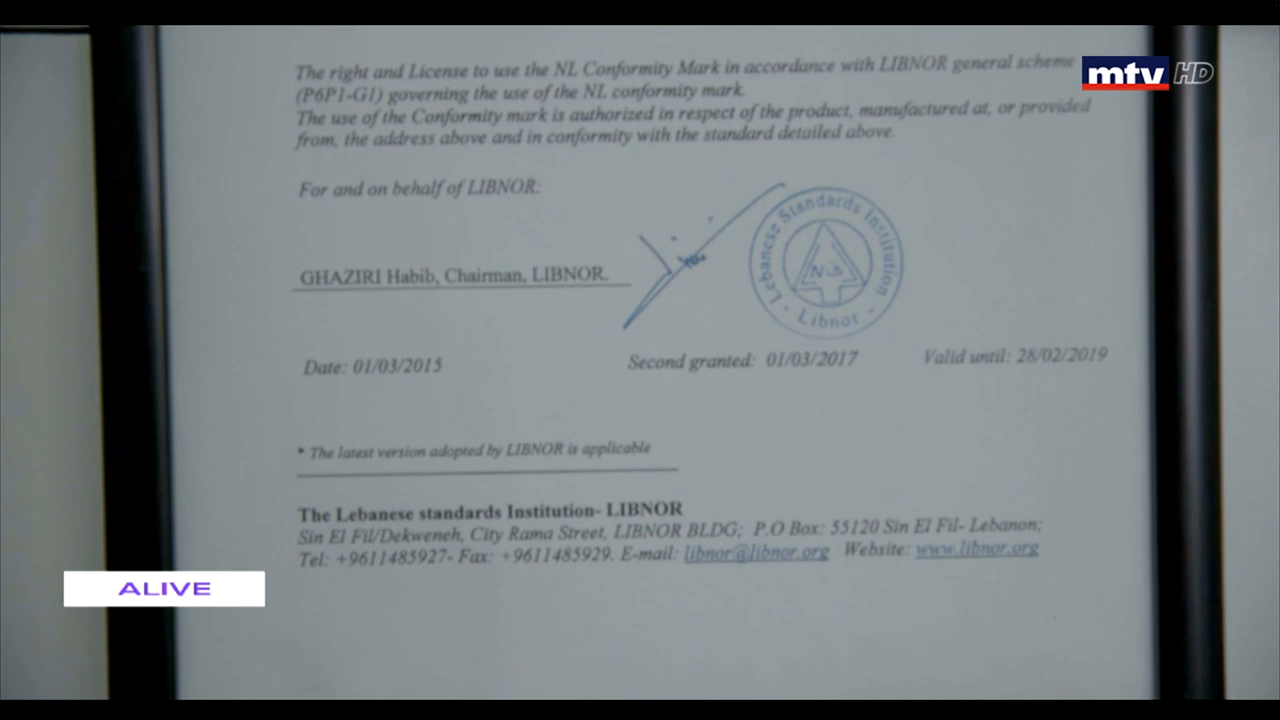 mtv HD
The right and License to use the NL Conformity Mark in accordance with LIBNOR general scheme
(P6P1-G1) governing the use of the NL conformity mark.
The use of the Conformity mark is authorized in respect of the product, manufactured at, or provided
from, the address above and in conformity with the standard detailed above.
For and on behalf of LIBNOR:
Lebanese Standards Institution
- Libnor -
GHAZIRI Habib, Chairman, LIBNOR.
Date: 01/03/2015 Second granted: 01/03/2017 Valid until: 28/02/2019
* The latest version adopted by LIBNOR is applicable
The Lebanese standards Institution- LIBNOR
Sin El Fil/Dekweneh, City Rama Street, LIBNOR BLDG; P.O Box: 55120 Sin El Fil- Lebanon;
Tel: +9611485927- Fax: +9611485929. E-mail: libnor@libnor.org Website: www.libnor.org
ALIVE